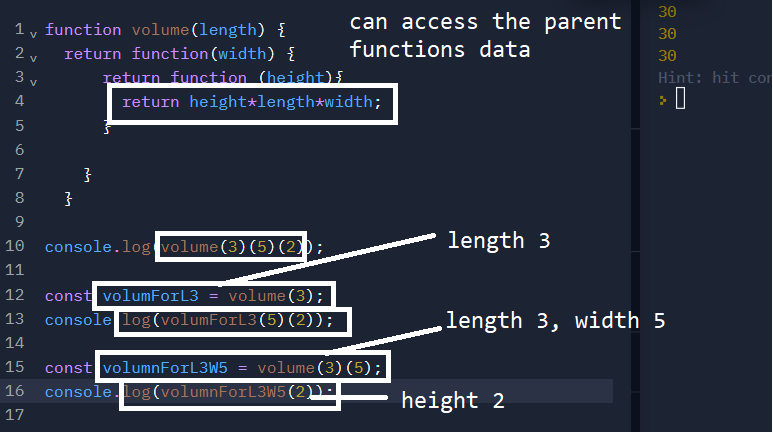 can access the parent
functions data
1 v function volume(length) {
2 v return function(width) {
3 v return function (height){
4 return height*length*width;
5 }
6
7 }
8 }
9
10 console.log(volume(3)(5)(2));
11
12 const volumForL3 = volume(3);
13 console.log(volumForL3(5)(2));
14
15 const volumnForL3W5 = volume(3)(5);
16 console.log(volumnForL3W5(2));
17
length 3
length 3, width 5
height 2
30
30
30
Hint: hit con
>